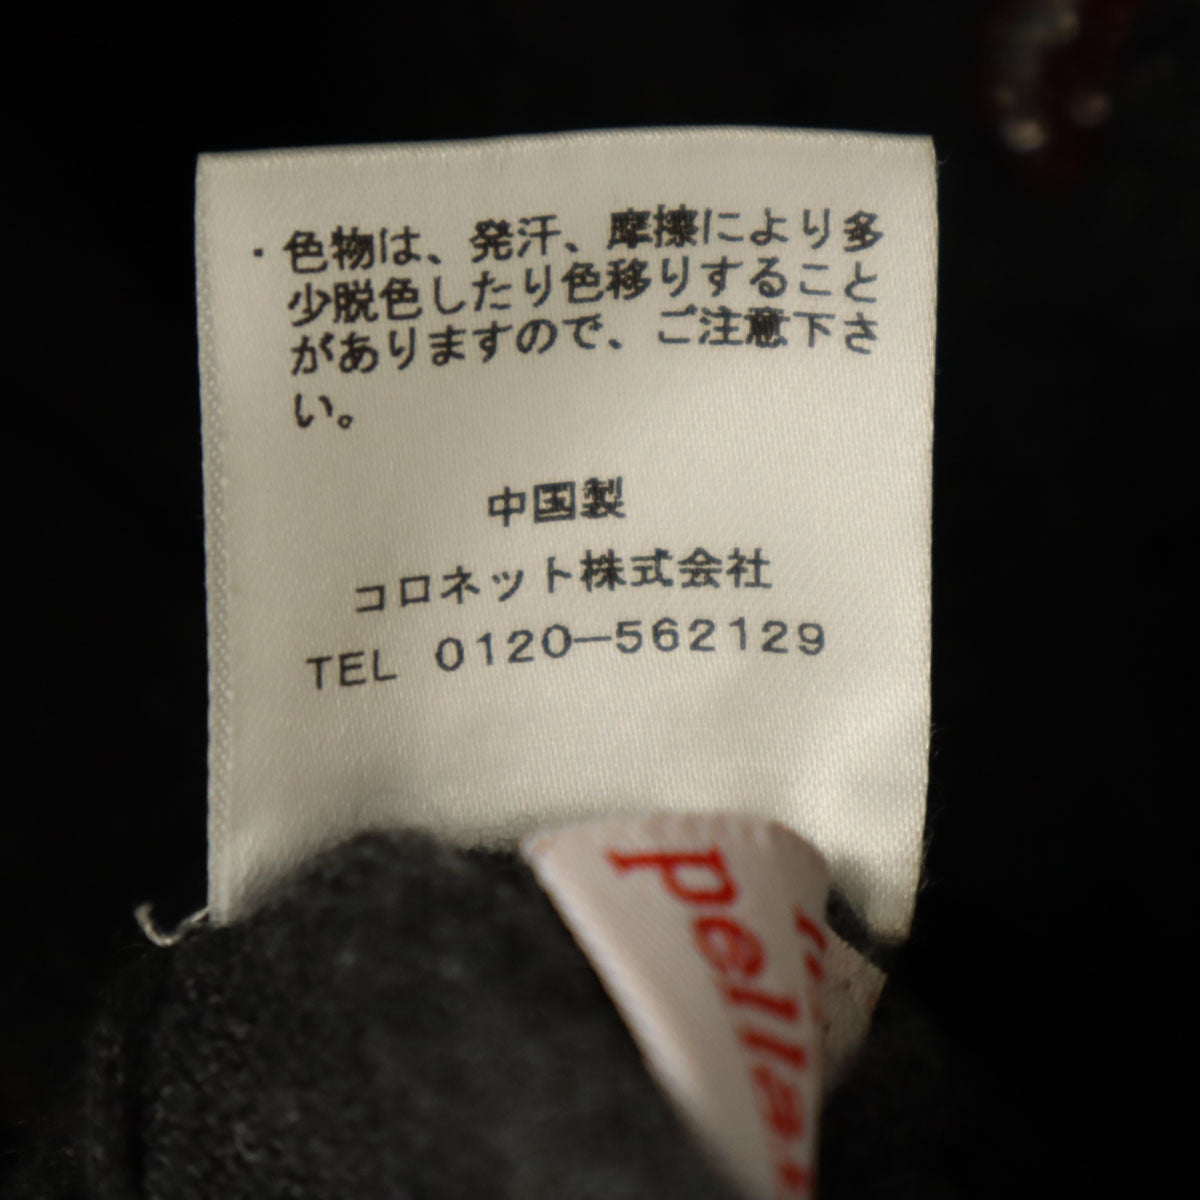 ・色物は、発汗、摩擦により多
少脱色したり色移りすること
がありますので、ご注意下さ
い。
中国製
コロネット株式会社
TEL 0120-562129